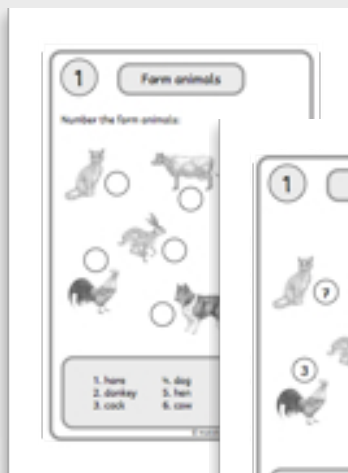 1
Farm animals
Number the farm animals:
1. hare
2. donkey
3. cock
4. dog
5. hen
6. cow
1
7
3